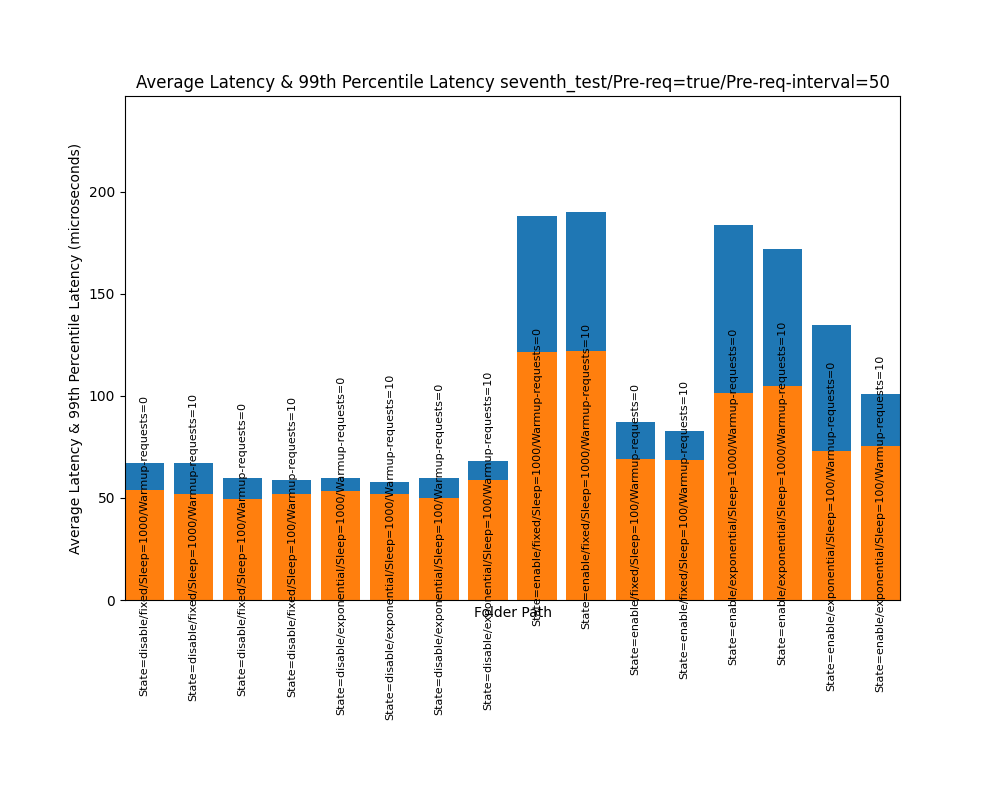 Average Latency & 99th Percentile Latency seventh_test/Pre-req=true/Pre-req-interval=50
Average Latency & 99th Percentile Latency (microseconds)
200
150
100
50
0
State=disable/fixed/Sleep=1000/Warmup-requests=0
State=disable/fixed/Sleep=1000/Warmup-requests=10
State=disable/fixed/Sleep=100/Warmup-requests=0
State=disable/fixed/Sleep=100/Warmup-requests=10
State=disable/exponential/Sleep=1000/Warmup-requests=0
State=disable/exponential/Sleep=1000/Warmup-requests=10
State=disable/exponential/Sleep=100/Warmup-requests=0
State=disable/exponential/Sleep=100/Warmup-requests=10
State=enable/fixed/Sleep=1000/Warmup-requests=0
State=enable/fixed/Sleep=1000/Warmup-requests=10
State=enable/fixed/Sleep=100/Warmup-requests=0
State=enable/fixed/Sleep=100/Warmup-requests=10
State=enable/exponential/Sleep=1000/Warmup-requests=0
State=enable/exponential/Sleep=1000/Warmup-requests=10
State=enable/exponential/Sleep=100/Warmup-requests=0
State=enable/exponential/Sleep=100/Warmup-requests=10
Folder Path